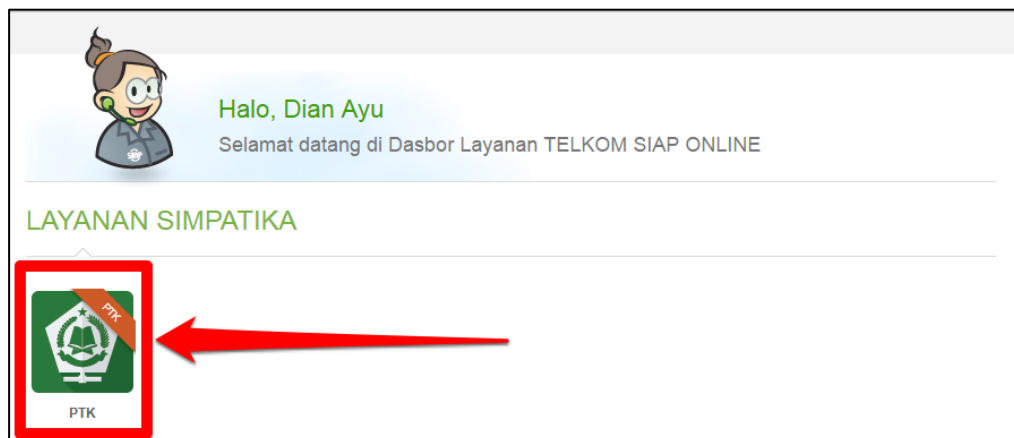 Halo, Dian Ayu
Selamat datang di Dasbor Layanan TELKOM SIAP ONLINE
LAYANAN SIMPATIKA
PTK
PTK